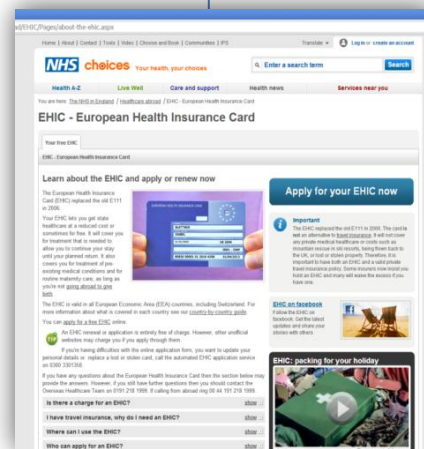 ad/EHIC/Pages/about-the-ehic.aspx
Home | About | Contact | Tools | Video | Choose and Book | Communities | IPS
Translate
Log in or create an account
NHS choices Your health, your choices
Enter a search term
Search
Health A-Z Live Well Care and support Health news Services near you
You are here: The NHS in England / Healthcare abroad / EHIC - European Health Insurance Card
EHIC - European Health Insurance Card
Your free EHIC
EHIC - European Health Insurance Card
Learn about the EHIC and apply or renew now
The European Health Insurance
Card (EHIC) replaced the old E111
in 2006.
Your EHIC lets you get state
healthcare at a reduced cost or
sometimes for free. It will cover you
for treatment that is needed to
allow you to continue your stay
until your planned return. It also
covers you for treatment of pre-
existing medical conditions and for
routine maternity care, as long as
you're not going abroad to give
birth.
The EHIC is valid in all European Economic Area (EEA) countries, including Switzerland. For
more information about what is covered in each country see our country-by-country guide.
You can apply for a free EHIC online.
TIP
An EHIC renewal or application is entirely free of charge. However, other unofficial
websites may charge you if you apply through them.
If you're having difficulties with the online application form, you want to update your
personal details or replace a lost or stolen card, call the automated EHIC application service
on 0300 3301350.
If you have any questions about the European Health Insurance Card then the section below may
provide the answers. However, if you still have further questions then you should contact the
Overseas Healthcare Team on 0191 218 1999. If calling from abroad ring 00 44 191 218 1999.
Is there a charge for an EHIC? show
I have travel insurance, why do I need an EHIC? show
Where can I use the EHIC? show
Who can apply for an EHIC? show
Apply for your EHIC now
Important
The EHIC replaced the old E111 in 2006. The card is
not an alternative to travel insurance. It will not cover
any private medical healthcare or costs such as
mountain rescue in ski resorts, being flown back to
the UK, or lost or stolen property. Therefore, it is
important to have both an EHIC and a valid private
travel insurance policy. Some insurers now insist you
hold an EHIC and many will waive the excess if you
have one.
EHIC on facebook
Follow the EHIC on
facebook. Get the latest
updates and share your
stories with others
EHIC: packing for your holiday